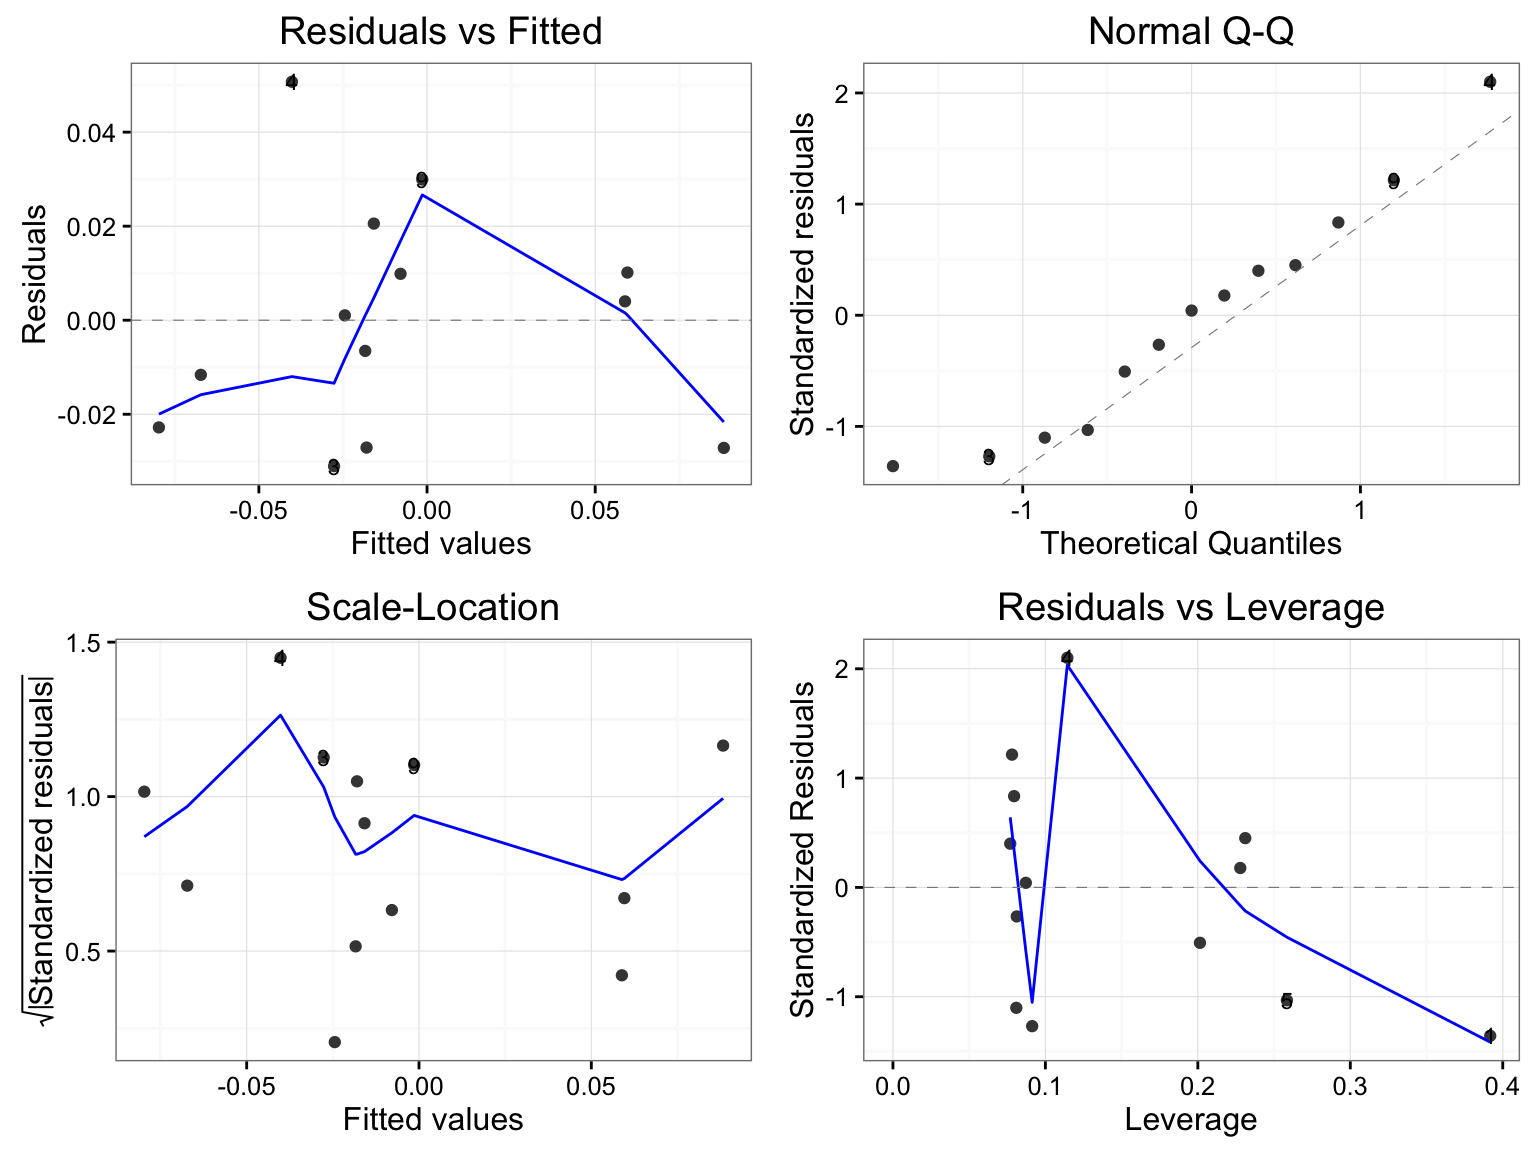 Residuals vs Fitted
Residuals
0.04
0.02
0.00
-0.02
-0.05
0.00
0.05
Fitted values
Normal Q-Q
Standardized residuals
2
1
0
-1
-1
0
1
Theoretical Quantiles
Scale-Location
√|Standardized residuals|
1.5
1.0
0.5
-0.05
0.00
0.05
Fitted values
Residuals vs Leverage
Standardized Residuals
2
1
0
-1
0.0
0.1
0.2
0.3
0.4
Leverage